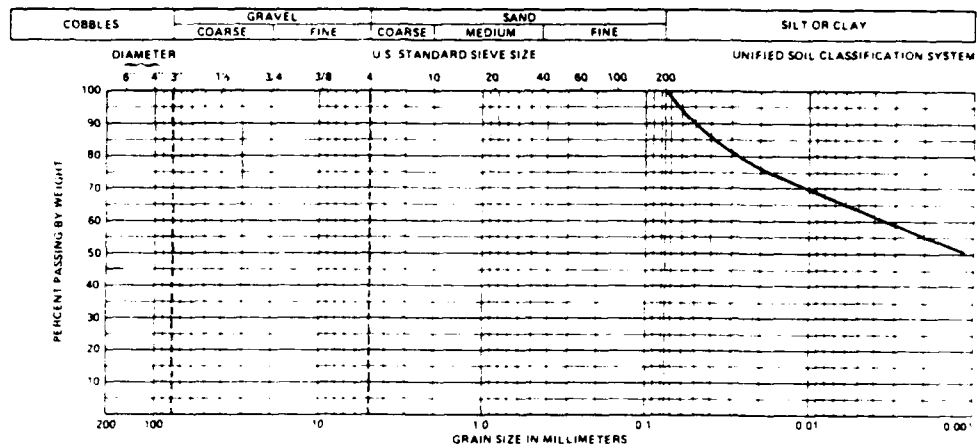 COBBLES GRAVEL SAND SILT OR CLAY
COARSE FINE COARSE MEDIUM FINE
DIAMETER U.S. STANDARD SIEVE SIZE UNIFIED SOIL CLASSIFICATION SYSTEM
6" 4" 3" 1½ 3/4 3/8 4 10 20 40 60 100 200
PERCENT PASSING BY WEIGHT
100
90
80
70
60
50
40
30
20
10
200 100 10 1.0 0.1 0.01 0.001
GRAIN SIZE IN MILLIMETERS